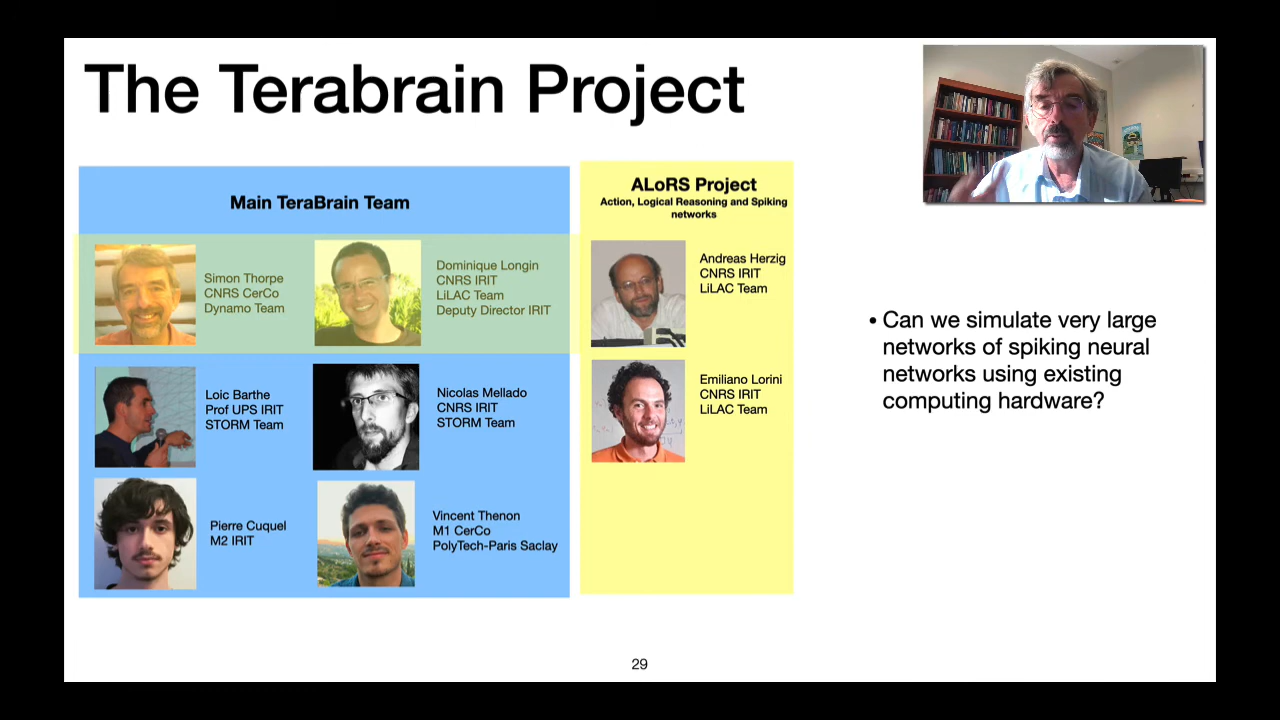 The Terabrain Project
Main TeraBrain Team
Simon Thorpe
CNRS CerCo
Dynamo Team
Dominique Longin
CNRS IRIT
LiLAC Team
Deputy Director IRIT
Loic Barthe
Prof UPS IRIT
STORM Team
Nicolas Mellado
CNRS IRIT
STORM Team
Pierre Cuquel
M2 IRIT
Vincent Thenon
M1 CerCo
PolyTech-Paris Saclay
ALoRS Project
Action, Logical Reasoning and Spiking
networks
Andreas Herzig
CNRS IRIT
LiLAC Team
Emiliano Lorini
CNRS IRIT
LiLAC Team
• Can we simulate very large
networks of spiking neural
networks using existing
computing hardware?
29